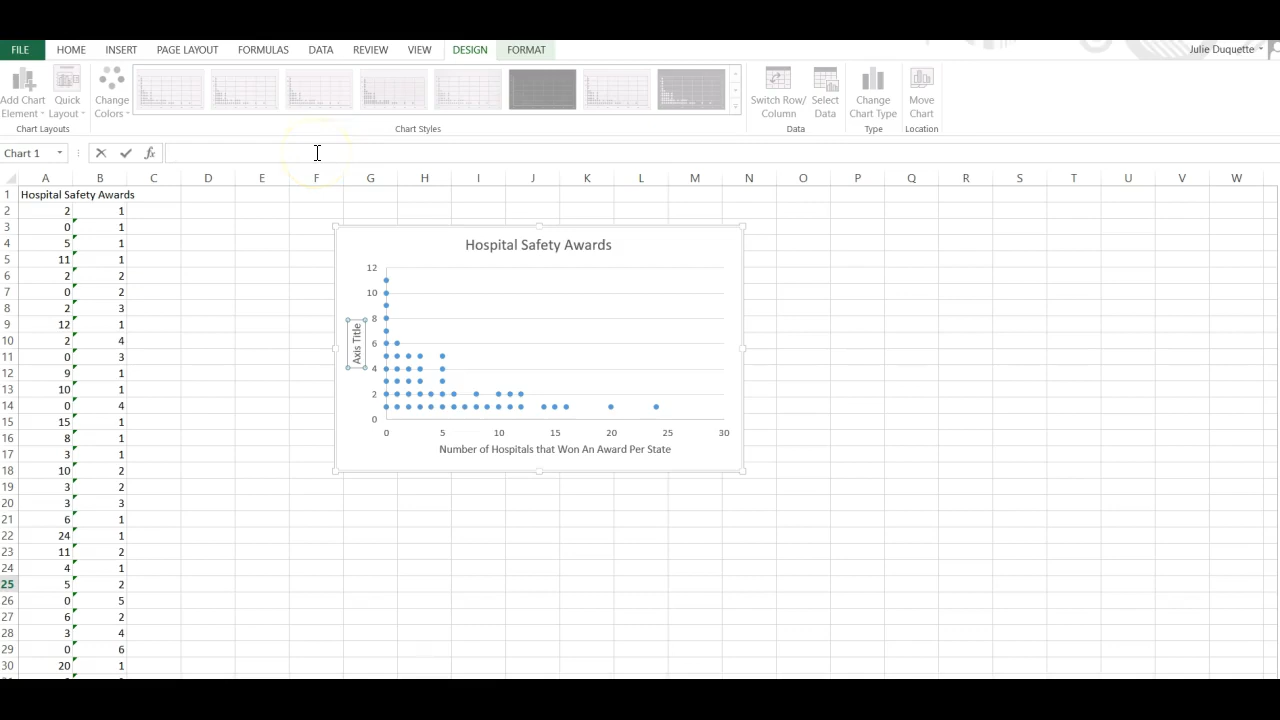 FILE HOME INSERT PAGE LAYOUT FORMULAS DATA REVIEW VIEW DESIGN FORMAT Julie Duquette
Add Chart Element
Quick Layout
Change Colors
Switch Row/ Column
Select Data
Change Chart Type
Move Chart
Chart Layouts Chart Styles Data Type Location
Chart 1 fx
A B C D E F G H I J K L M N O P Q R S T U V W
1 Hospital Safety Awards
2 2 1
3 0 1
4 5 1
5 11 1
6 2 2
7 0 2
8 2 3
9 12 1
10 2 4
11 0 3
12 9 1
13 10 1
14 0 4
15 15 1
16 8 1
17 3 1
18 10 2
19 3 2
20 3 3
21 6 1
22 24 1
23 11 2
24 4 1
25 5 2
26 0 5
27 6 2
28 3 4
29 0 6
30 20 1
Hospital Safety Awards
12
10
8
6
4
2
0
Axis Title
0 5 10 15 20 25 30
Number of Hospitals that Won An Award Per State